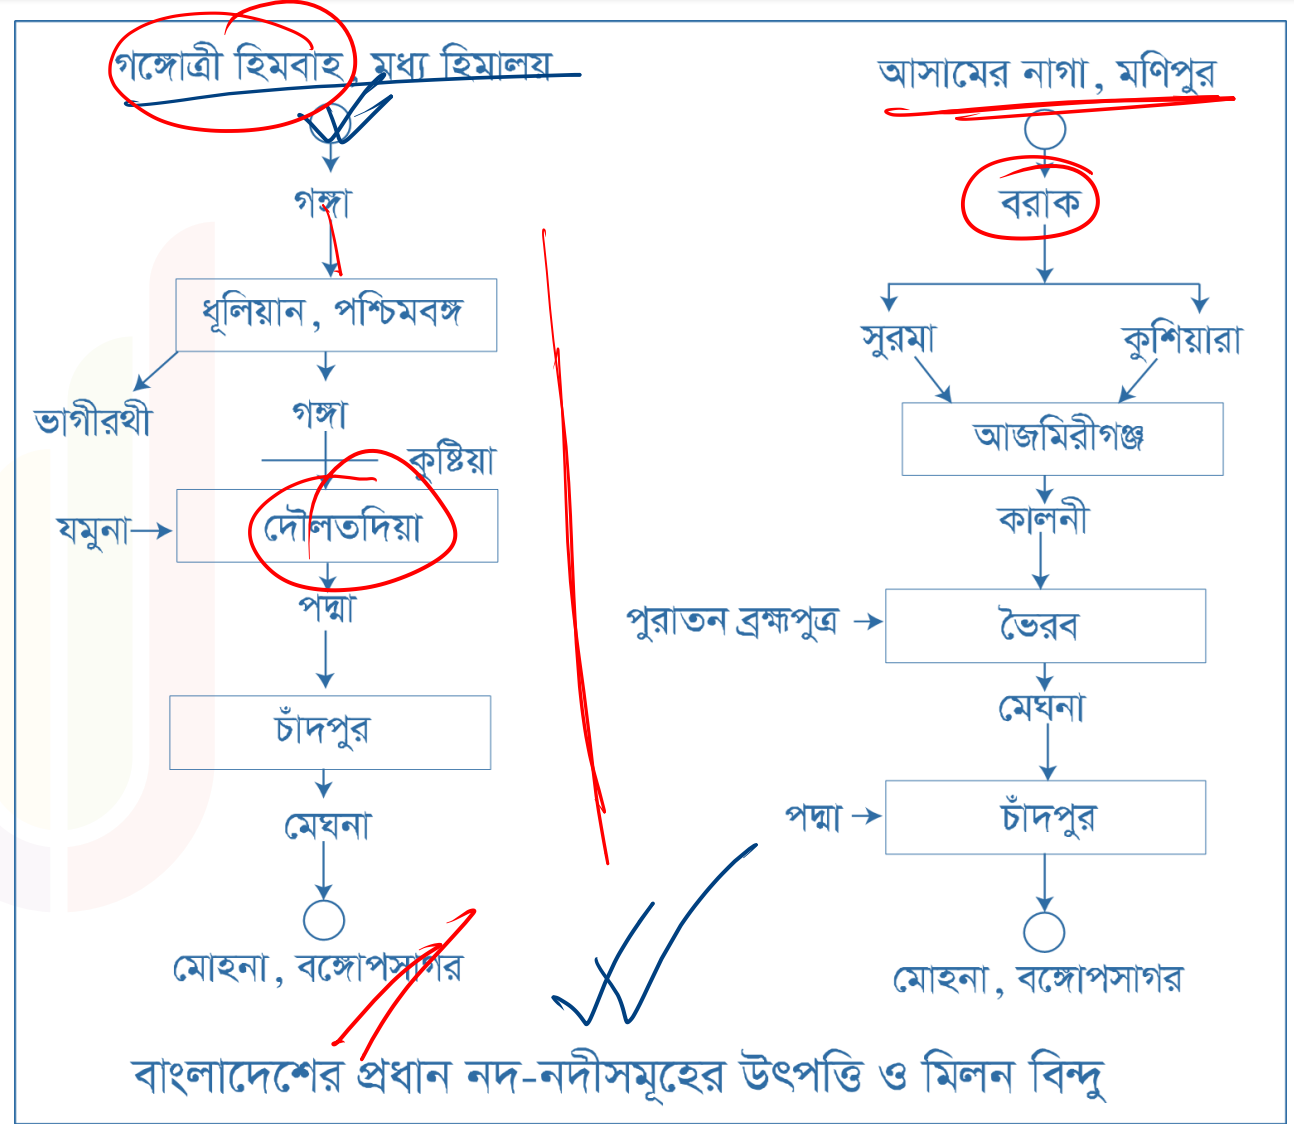 গঙ্গোত্রী হিমবাহ, মধ্য হিমালয়
গঙ্গা
ধূলিয়ান, পশ্চিমবঙ্গ
ভাগীরথী
গঙ্গা
কুষ্টিয়া
যমুনা
দৌলতদিয়া
পদ্মা
চাঁদপুর
মেঘনা
মোহনা, বঙ্গোপসাগর
আসামের নাগা, মণিপুর
বরাক
সুরমা
কুশিয়ারা
আজমিরীগঞ্জ
কালনী
পুরাতন ব্রহ্মপুত্র
ভৈরব
মেঘনা
পদ্মা
চাঁদপুর
মোহনা, বঙ্গোপসাগর
বাংলাদেশের প্রধান নদ-নদীসমূহের উৎপত্তি ও মিলন বিন্দু